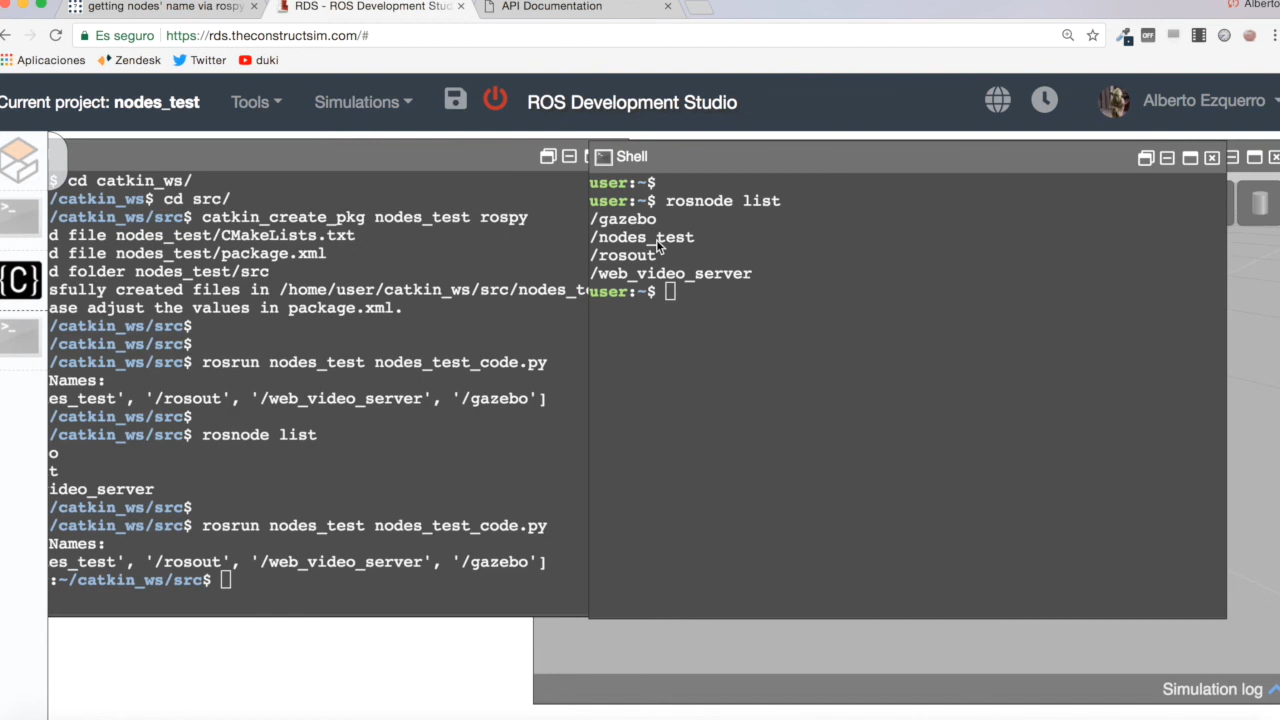 getting nodes' name via rospy
RDS - ROS Development Stud
API Documentation
Alberto
Es seguro
https://rds.theconstructsim.com/#
OFF
Aplicaciones
Zendesk
Twitter
duki
Current project: nodes_test
Tools
Simulations
ROS Development Studio
Alberto Ezquerro
$ cd catkin_ws/
/catkin_ws$ cd src/
/catkin_ws/src$ catkin_create_pkg nodes_test rospy
d file nodes_test/CMakeLists.txt
d file nodes_test/package.xml
d folder nodes_test/src
sfully created files in /home/user/catkin_ws/src/nodes_te
ase adjust the values in package.xml.
/catkin_ws/src$
/catkin_ws/src$
/catkin_ws/src$ rosrun nodes_test nodes_test_code.py
Names:
es_test', '/rosout', '/web_video_server', '/gazebo']
/catkin_ws/src$
/catkin_ws/src$ rosnode list
o
t
ideo_server
/catkin_ws/src$
/catkin_ws/src$ rosrun nodes_test nodes_test_code.py
Names:
es_test', '/rosout', '/web_video_server', '/gazebo']
:~/catkin_ws/src$
Shell
user:~$
user:~$ rosnode list
/gazebo
/nodes_test
/rosout
/web_video_server
user:~$
>_
{C}
>_
Simulation log